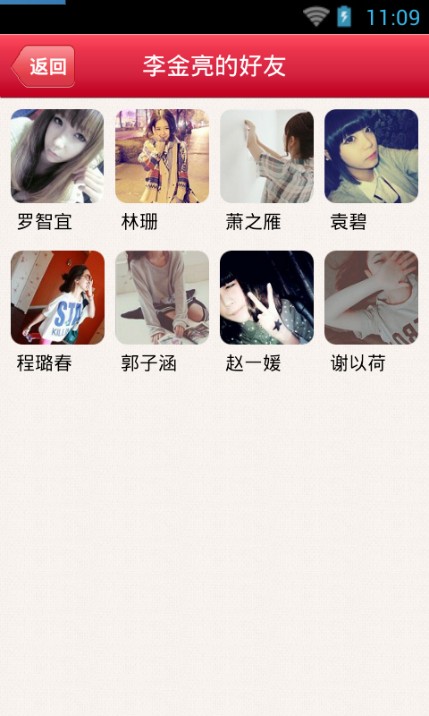 11:09
返回
李金亮的好友
罗智宜
林珊
萧之雁
袁碧
程璐春
郭子涵
赵一媛
谢以荷